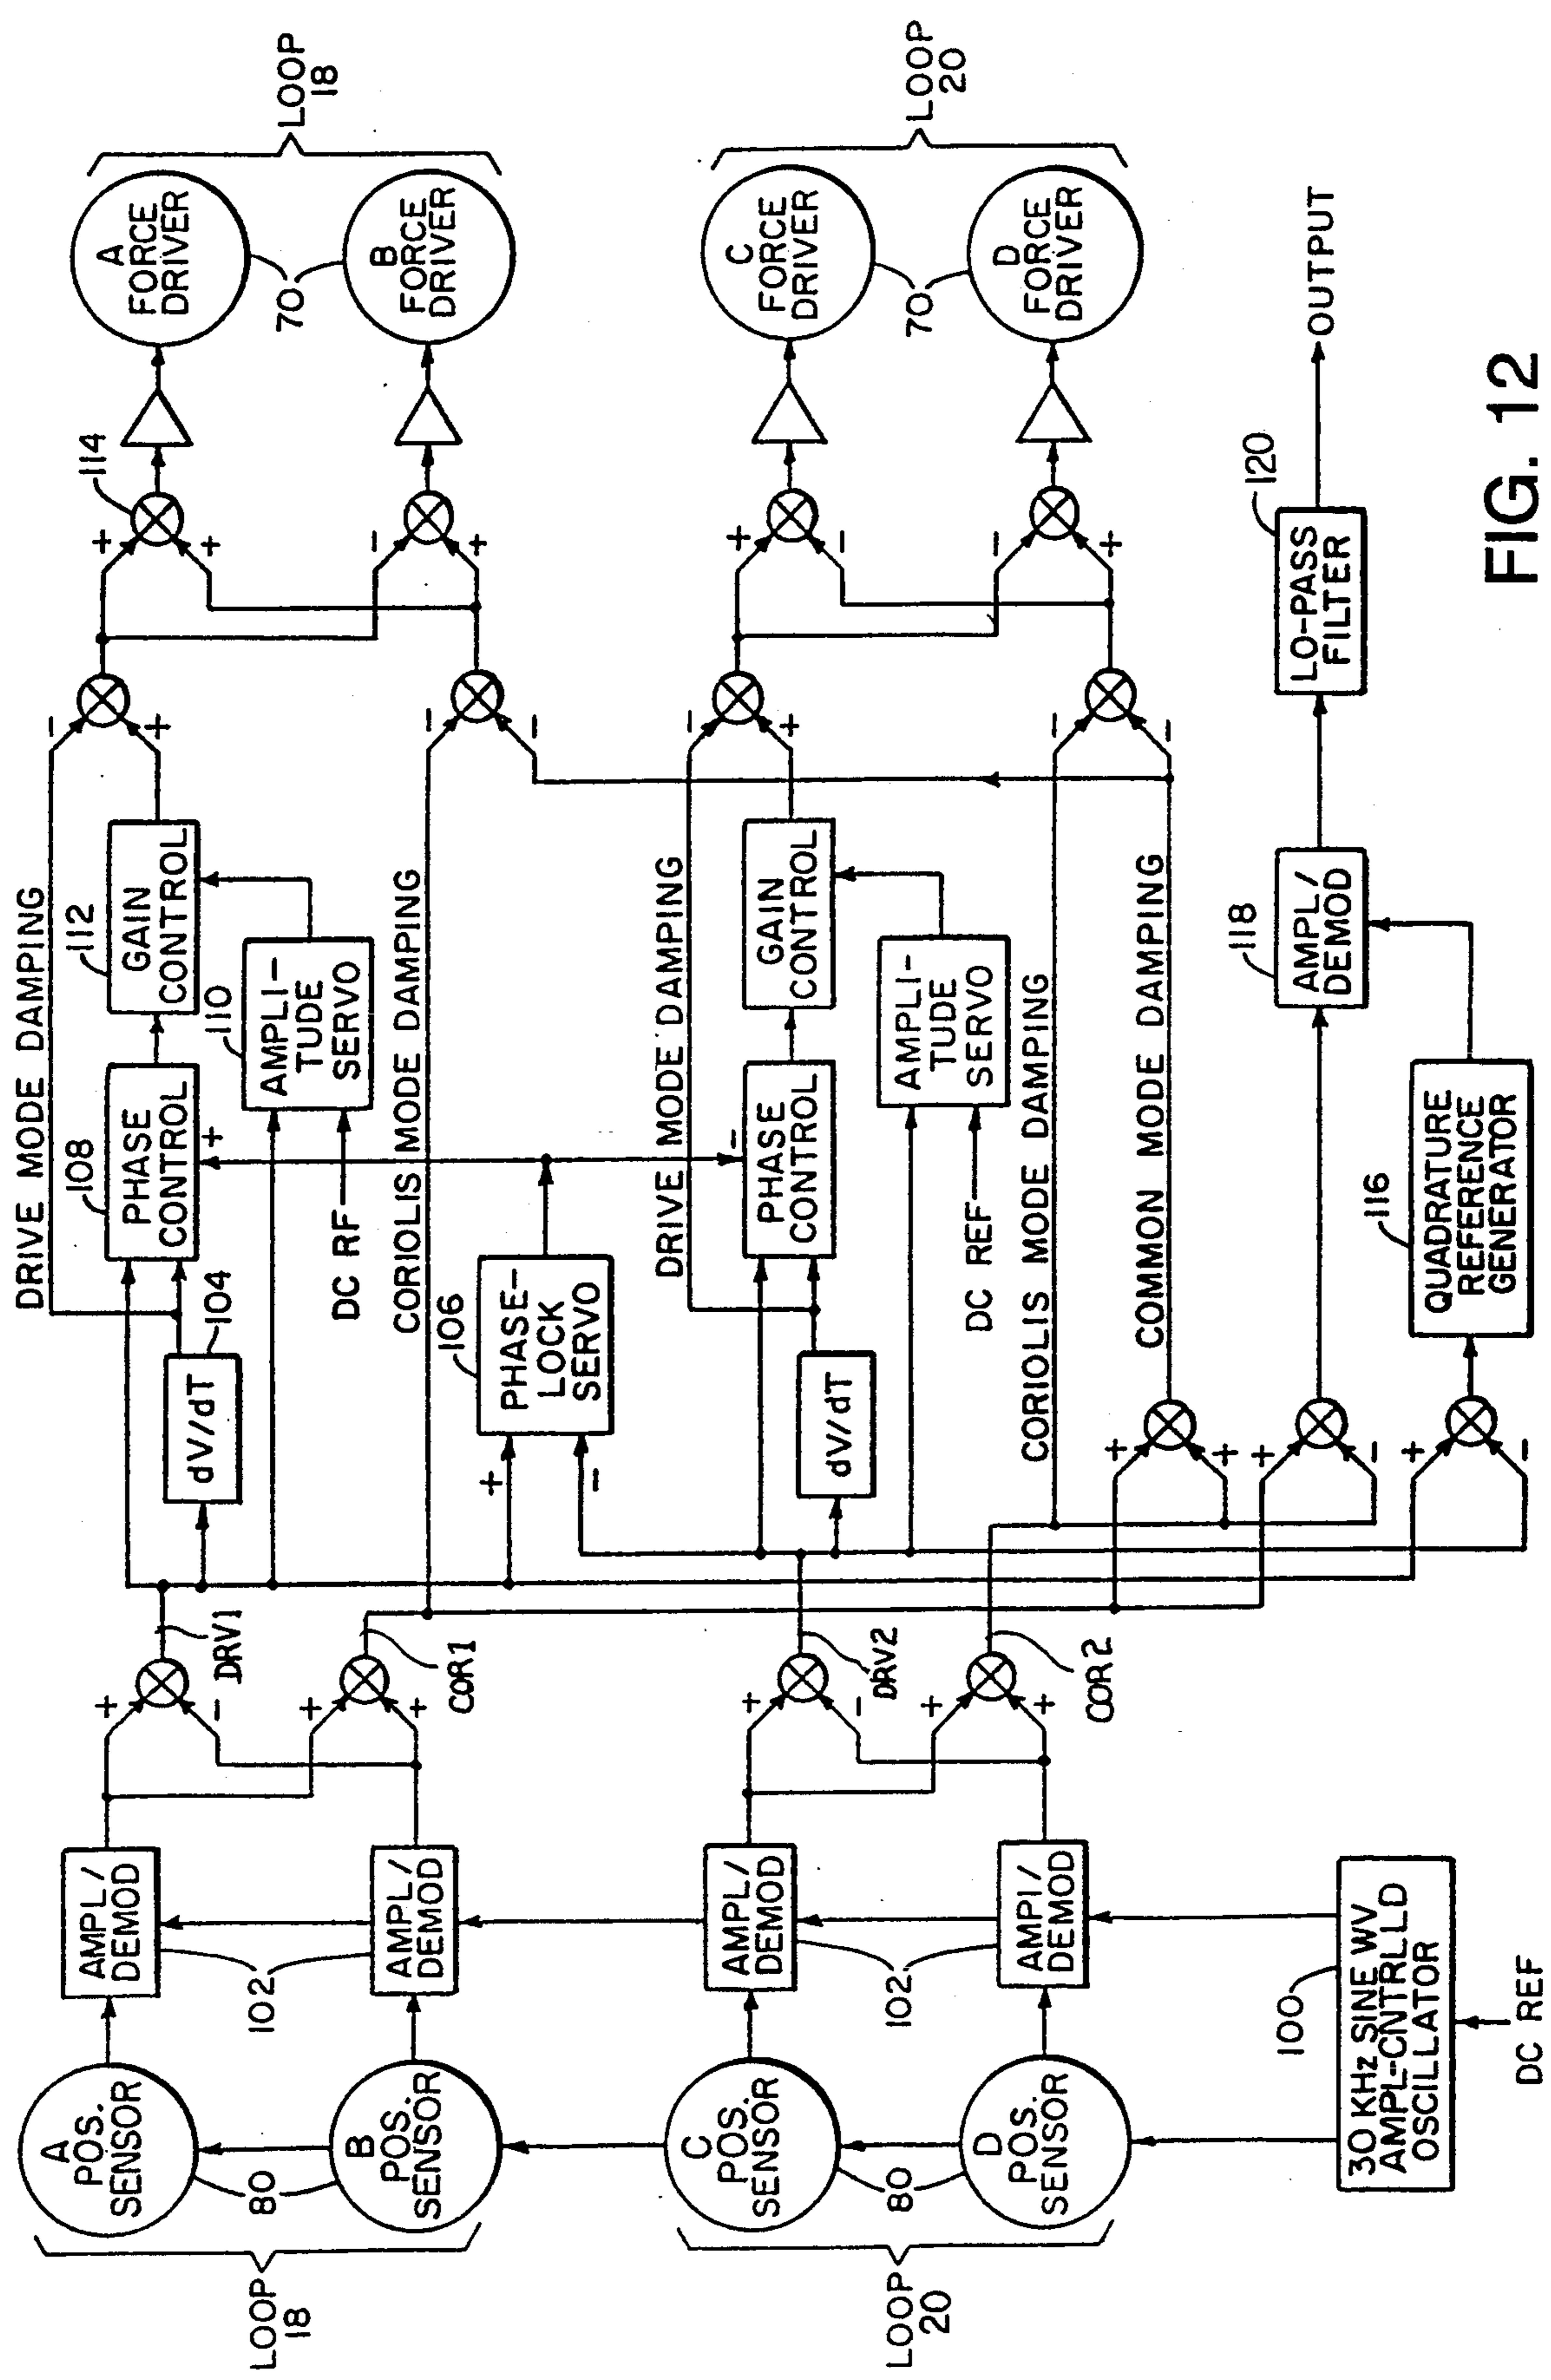 LOOP
18
A
POS.
SENSOR
80
B
POS.
SENSOR
AMPL/
DEMOD
102
AMPL/
DEMOD
+
-
DRV1
+
+
COR1
DRIVE MODE DAMPING
dV/dT
104
108
PHASE
CONTROL
+
112
GAIN
CONTROL
110
AMPLI-
TUDE
SERVO
DC RF
CORIOLIS MODE DAMPING
-
+
-
-
+
+
114
-
+
A
FORCE
DRIVER
70
B
FORCE
DRIVER
LOOP
18
106
PHASE-
LOCK
SERVO
+
-
LOOP
20
C
POS.
SENSOR
80
D
POS.
SENSOR
AMPL/
DEMOD
102
AMPl/
DEMOD
+
-
DRV2
+
+
COR2
DRIVE MODE DAMPING
dV/dT
PHASE
CONTROL
-
GAIN
CONTROL
AMPLI-
TUDE
SERVO
DC REF
CORIOLIS MODE DAMPING
COMMON MODE DAMPING
-
+
-
-
+
-
-
+
C
FORCE
DRIVER
70
D
FORCE
DRIVER
LOOP
20
+
+
+
-
+
-
118
AMPL/
DEMOD
120
LO-PASS
FILTER
OUTPUT
116
QUADRATURE
REFERENCE
GENERATOR
100
30 KHz SINE WV
AMPL-CNTRLLD
OSCILLATOR
DC REF
FIG. 12